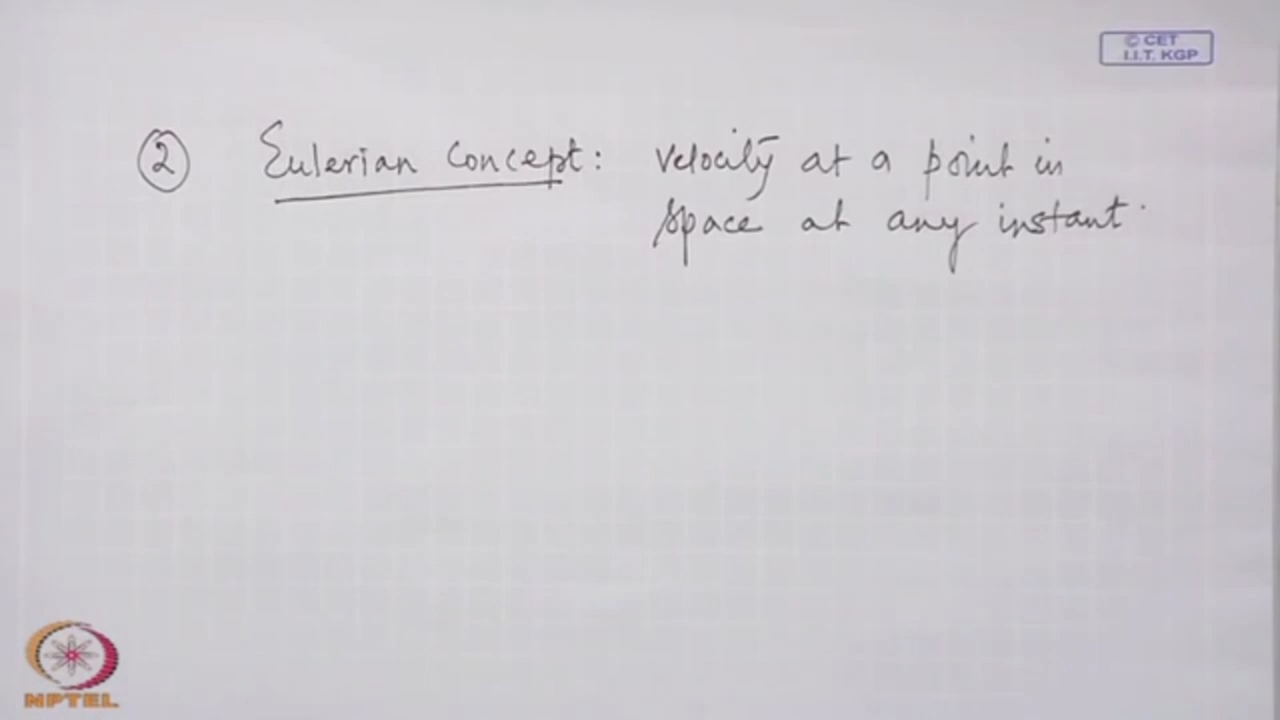 © CET
I.I.T. KGP
② Eulerian Concept: velocity at a point in
space at any instant.
NPTEL